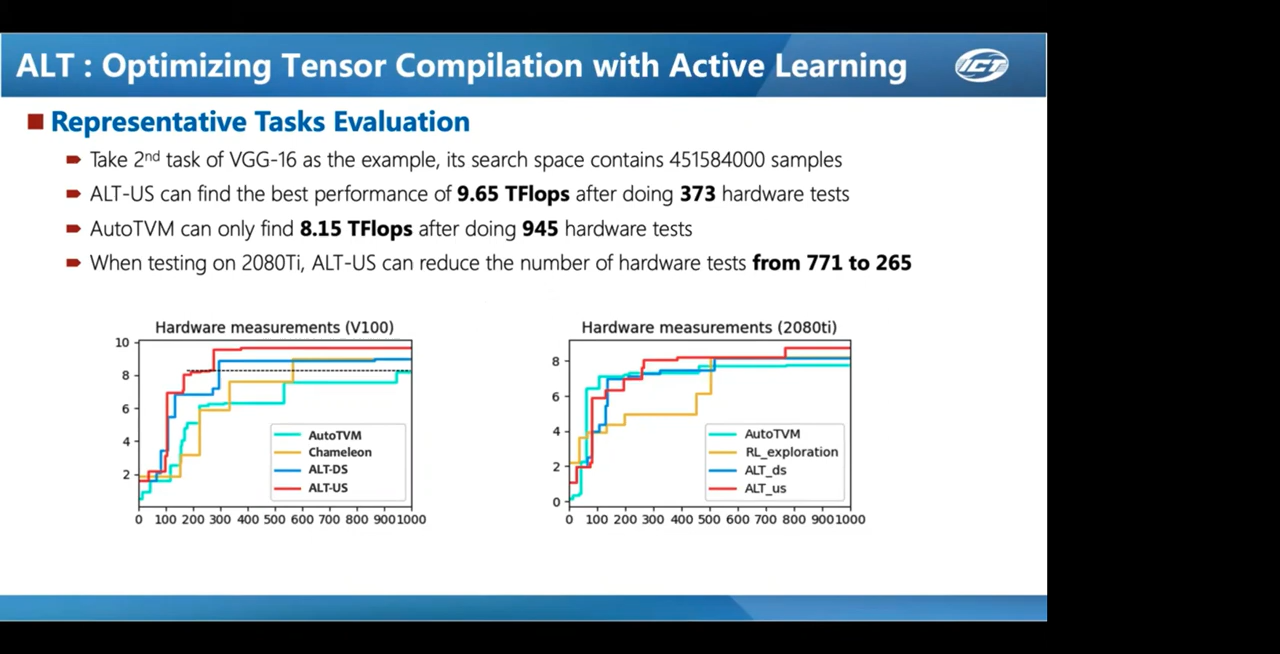 ALT : Optimizing Tensor Compilation with Active Learning
ICT
Representative Tasks Evaluation
Take 2nd task of VGG-16 as the example, its search space contains 451584000 samples
ALT-US can find the best performance of 9.65 TFlops after doing 373 hardware tests
AutoTVM can only find 8.15 TFlops after doing 945 hardware tests
When testing on 2080Ti, ALT-US can reduce the number of hardware tests from 771 to 265
Hardware measurements (V100)
10
8
6
4
2
0 100 200 300 400 500 600 700 800 900 1000
AutoTVM
Chameleon
ALT-DS
ALT-US
Hardware measurements (2080ti)
8
6
4
2
0
0 100 200 300 400 500 600 700 800 900 1000
AutoTVM
RL_exploration
ALT_ds
ALT_us